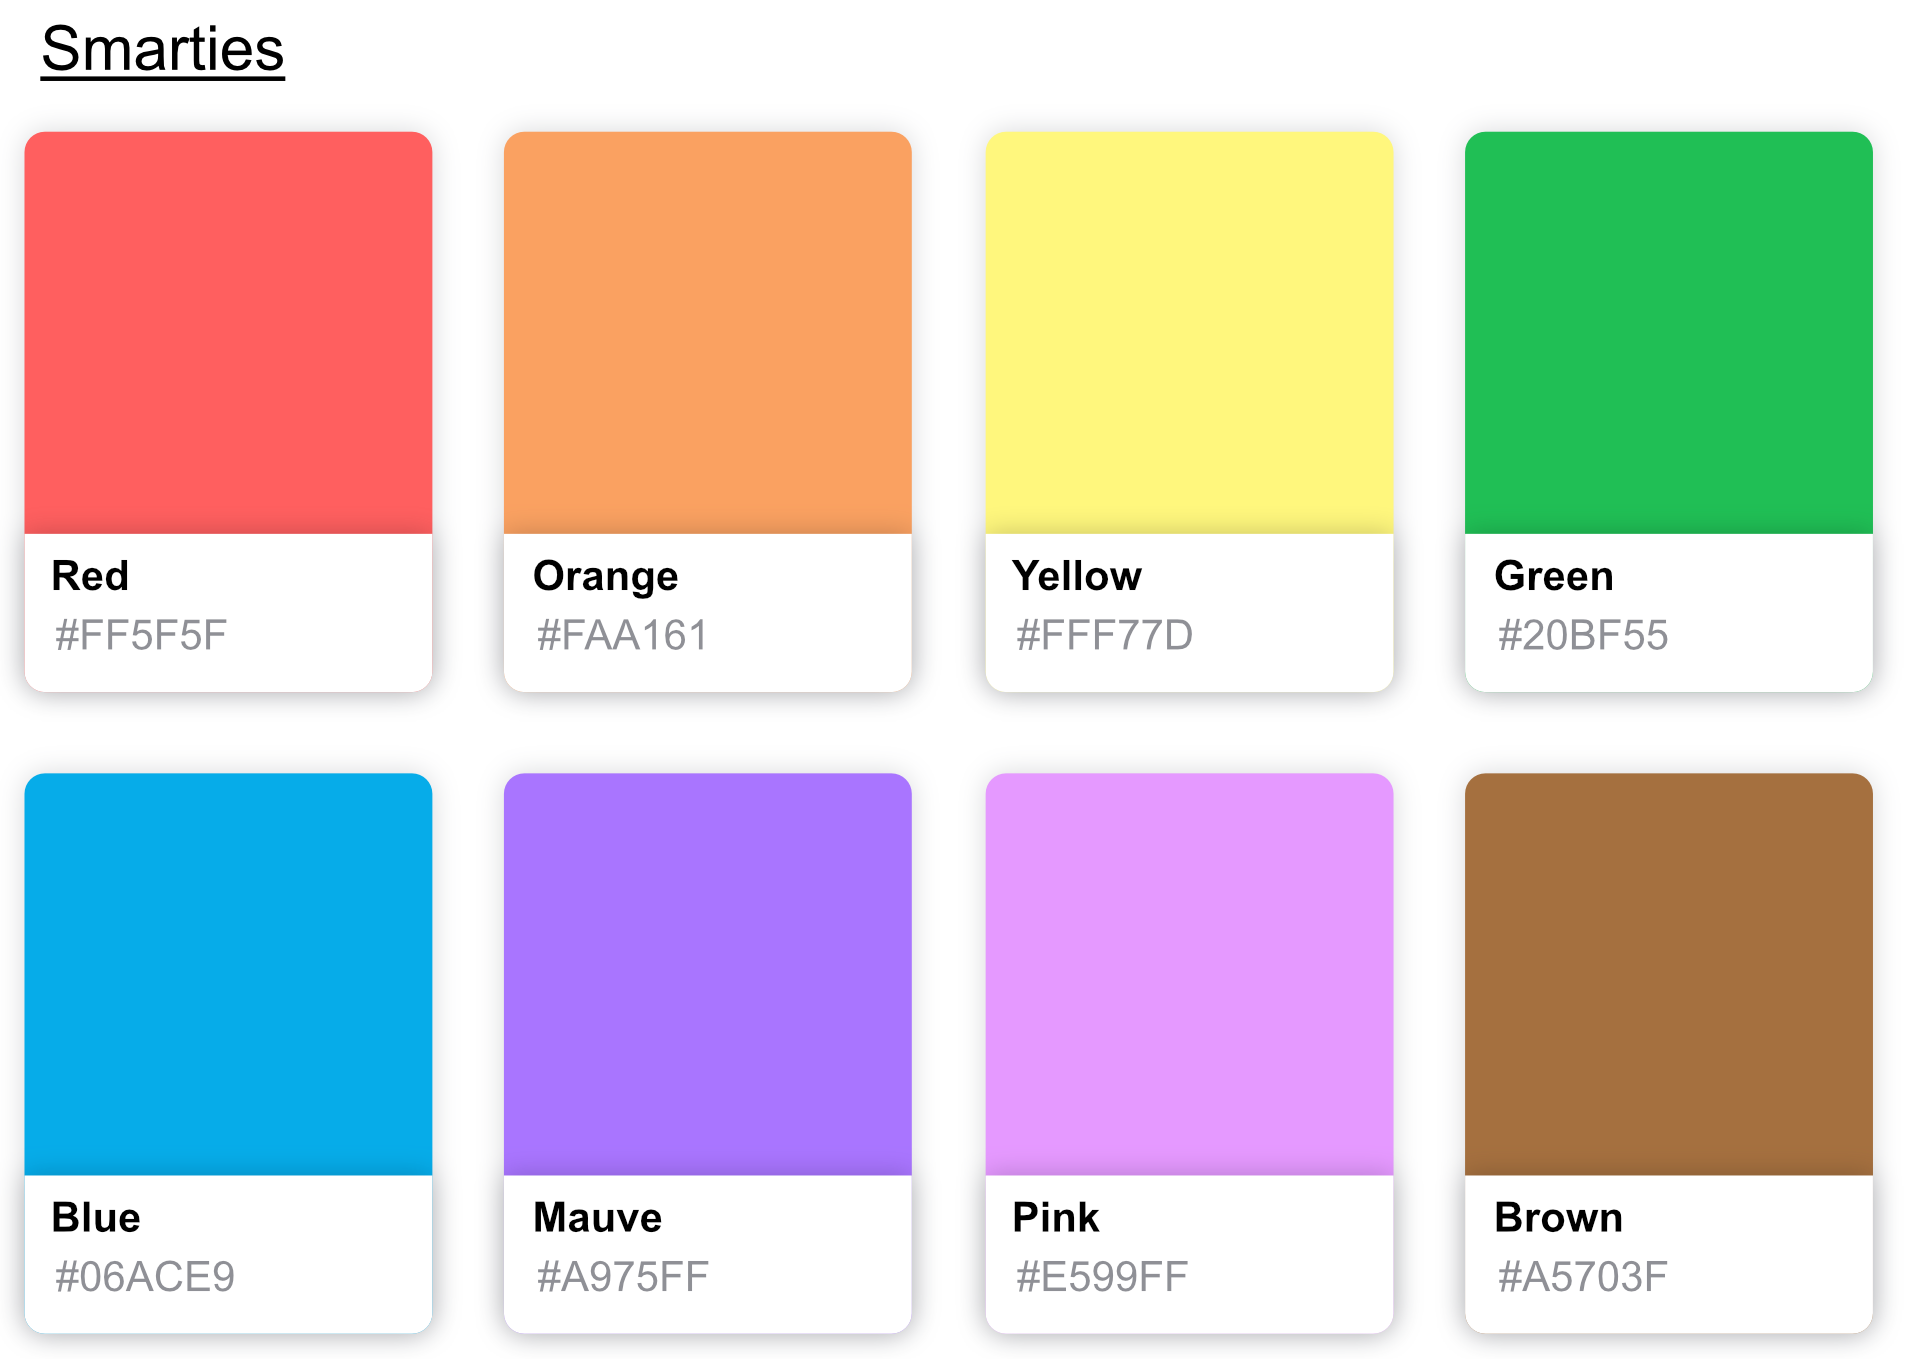 Smarties
Red
#FF5F5F
Orange
#FAA161
Yellow
#FFF77D
Green
#20BF55
Blue
#06ACE9
Mauve
#A975FF
Pink
#E599FF
Brown
#A5703F